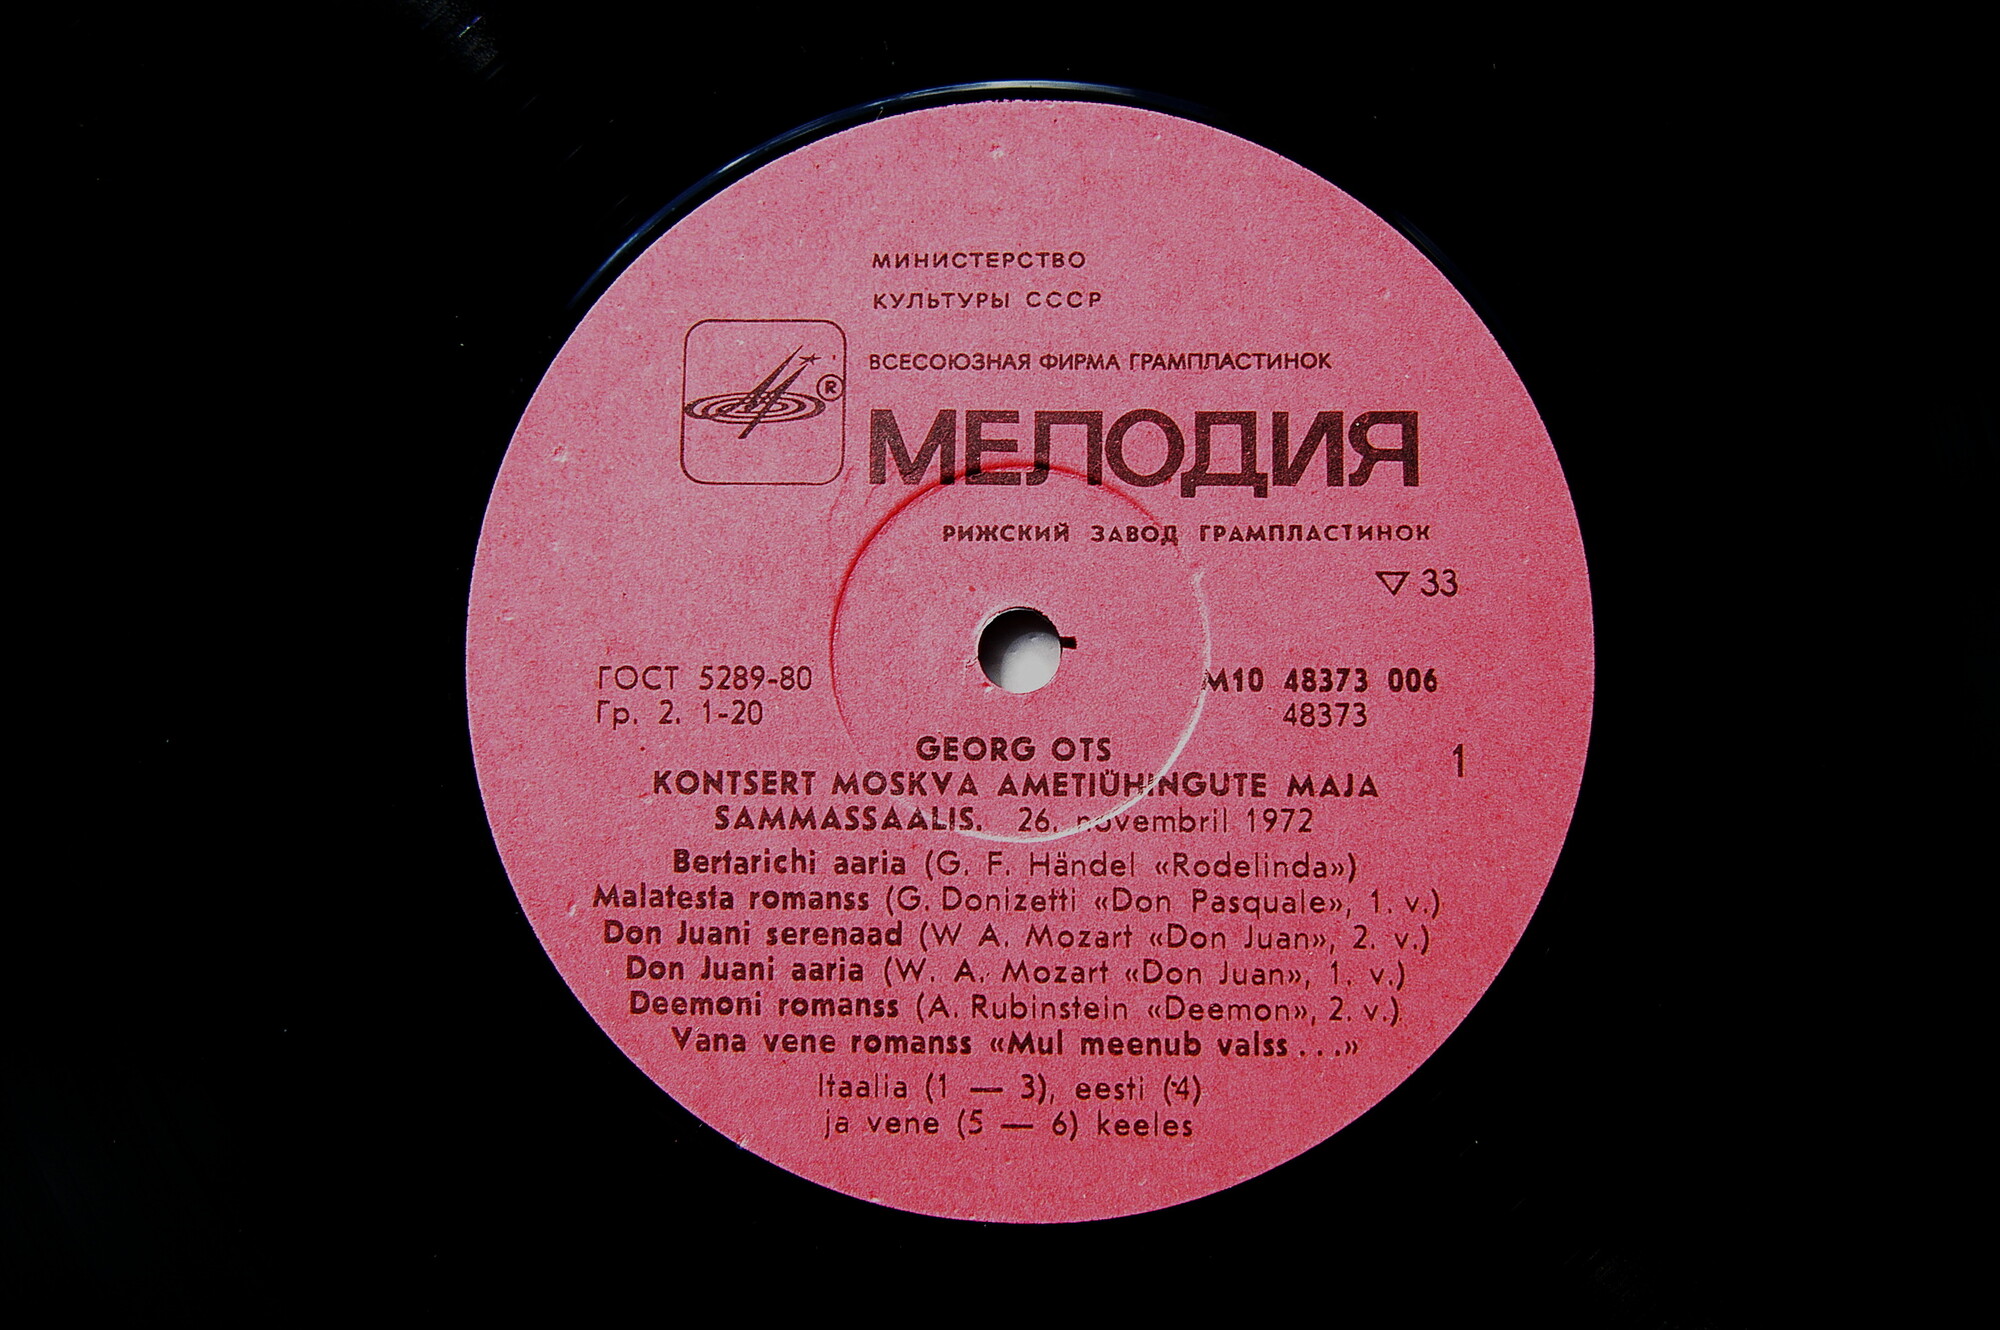 МИНИСТЕРСТВО
КУЛЬТУРЫ СССР
ВСЕСОЮЗНАЯ ФИРМА ГРАМПЛАСТИНОК
®
МЕЛОДИЯ
РИЖСКИЙ ЗАВОД ГРАМПЛАСТИНОК
▽ 33
ГОСТ 5289-80
Гр. 2. 1-20
М10 48373 006
48373
1
GEORG OTS
KONTSERT MOSKVA AMETIÜHINGUTE MAJA
SAMMASSAALIS. 26. novembril 1972
Bertarichi aaria (G. F. Händel «Rodelinda»)
Malatesta romanss (G. Donizetti «Don Pasquale», 1. v.)
Don Juani serenaad (W A. Mozart «Don Juan», 2. v.)
Don Juani aaria (W. A. Mozart «Don Juan», 1. v.)
Deemoni romanss (A. Rubinstein «Deemon», 2. v.)
Vana vene romanss «Mul meenub valss . . .»
Itaalia (1 — 3), eesti (4)
ja vene (5 — 6) keeles